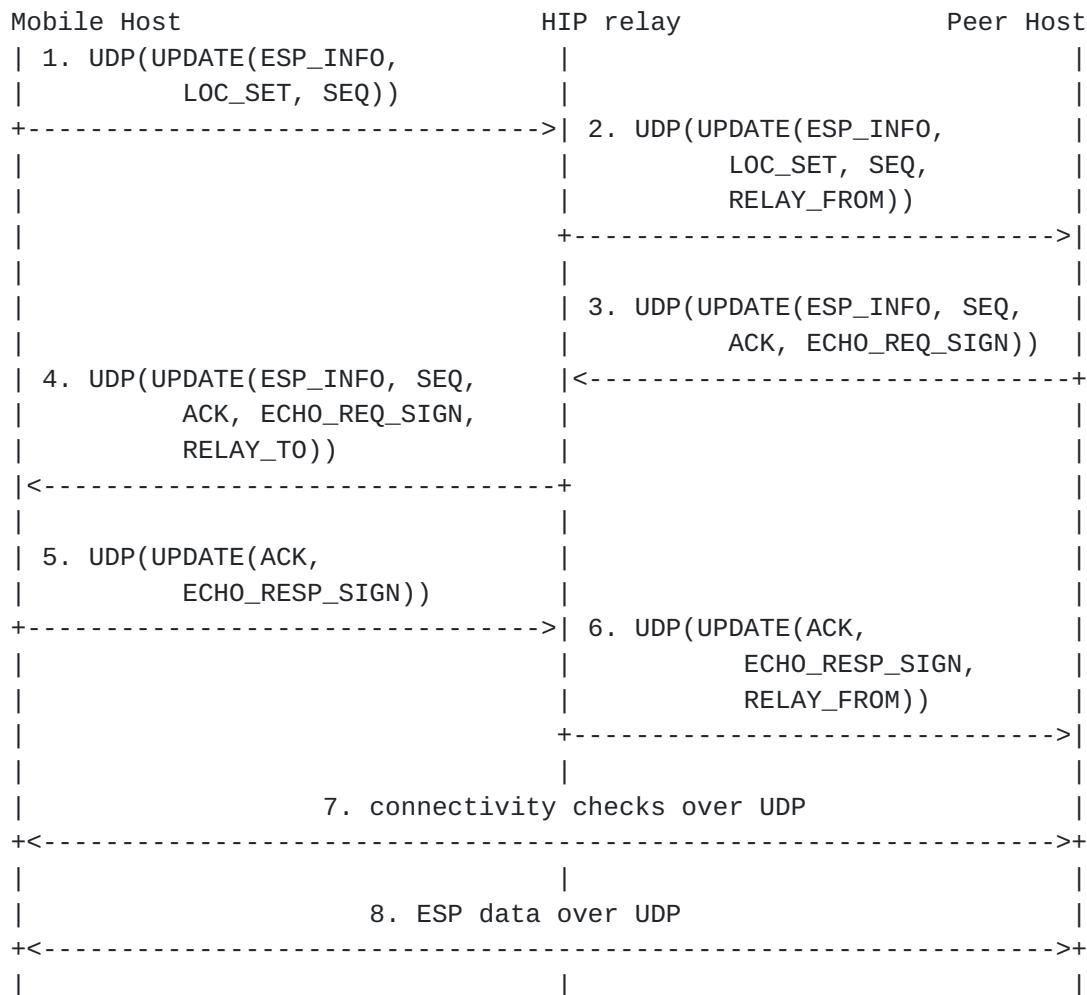 Mobile Host HIP relay Peer Host
1. UDP(UPDATE(ESP_INFO,
LOC_SET, SEQ))
2. UDP(UPDATE(ESP_INFO,
LOC_SET, SEQ,
RELAY_FROM))
3. UDP(UPDATE(ESP_INFO, SEQ,
ACK, ECHO_REQ_SIGN))
4. UDP(UPDATE(ESP_INFO, SEQ,
ACK, ECHO_REQ_SIGN,
RELAY_TO))
5. UDP(UPDATE(ACK,
ECHO_RESP_SIGN))
6. UDP(UPDATE(ACK,
ECHO_RESP_SIGN,
RELAY_FROM))
7. connectivity checks over UDP
8. ESP data over UDP